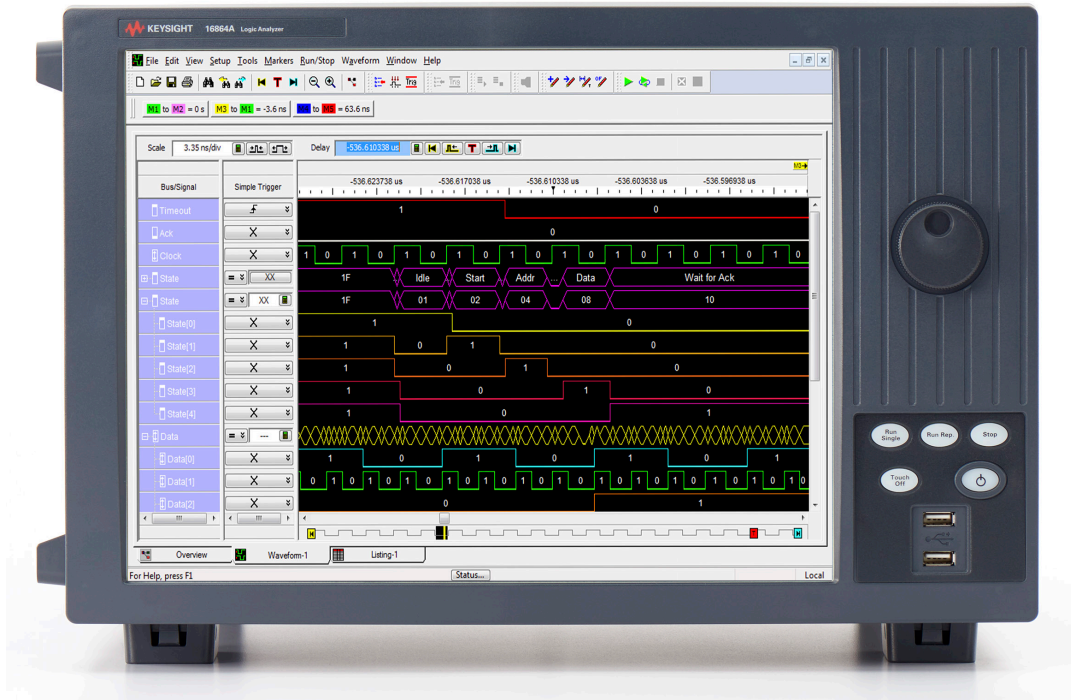 KEYSIGHT 16864A Logic Analyzer
File Edit View Setup Tools Markers Run/Stop Waveform Window Help
M1 to M2 = 0 s M3 to M1 = -3.6 ns to M5 = 63.6 ns
Scale 3.35 ns/div Delay -536.610338 us T
M3
Bus/Signal Simple Trigger -536.623738 us -536.617038 us -536.610338 us -536.603638 us -536.596938 us
Timeout 1 0
Ack X 0
Clock X 1 0 1 0 1 0 1 0 1 0 1 0 1 0 1 0 1 0 1 0
State = XX 1F Idle Start Addr ... Data Wait for Ack
State = XX 1F 01 02 04 08 10
State[0] X 1 0
State[1] X 1 0 1 0
State[2] X 1 0 1 0
State[3] X 1 0 1 0
State[4] X 1 0 1
Data = ---
Data[0] X 1 0 1 0 1 0 1
Data[1] X 0 1 0 1 0 1 0 1 0 1 0 1 0 1 0 1 0 1 0 1 0
Data[2] X 0 1
Overview Waveform-1 Listing-1
For Help, press F1 Status... Local
Run
Single
Run Rep.
Stop
Touch
Off